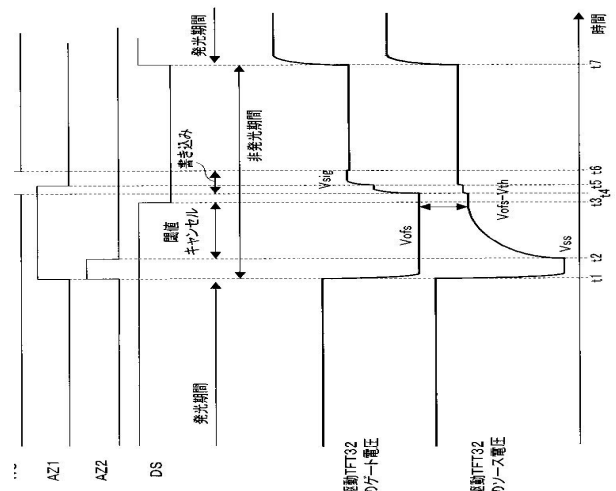 AZ1
AZ2
DS
発光期間
発光期間
非発光期間
閾値
キャンセル
書き込み
Vsig
Vofs
Vofs-Vth
Vss
駆動TFT32
のゲート電圧
駆動TFT32
のソース電圧
t1
t2
t3
t4
t5
t6
t7
時間